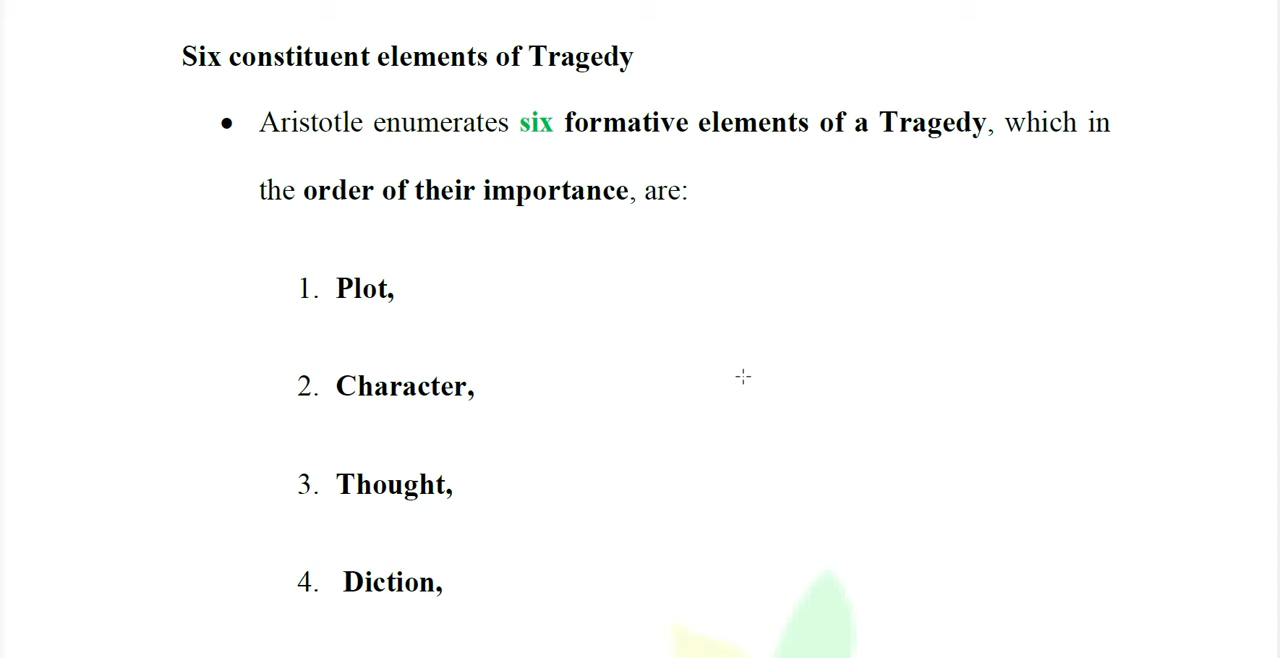 Six constituent elements of Tragedy
• Aristotle enumerates six formative elements of a Tragedy, which in
the order of their importance, are:
1. Plot,
2. Character,
3. Thought,
4. Diction,